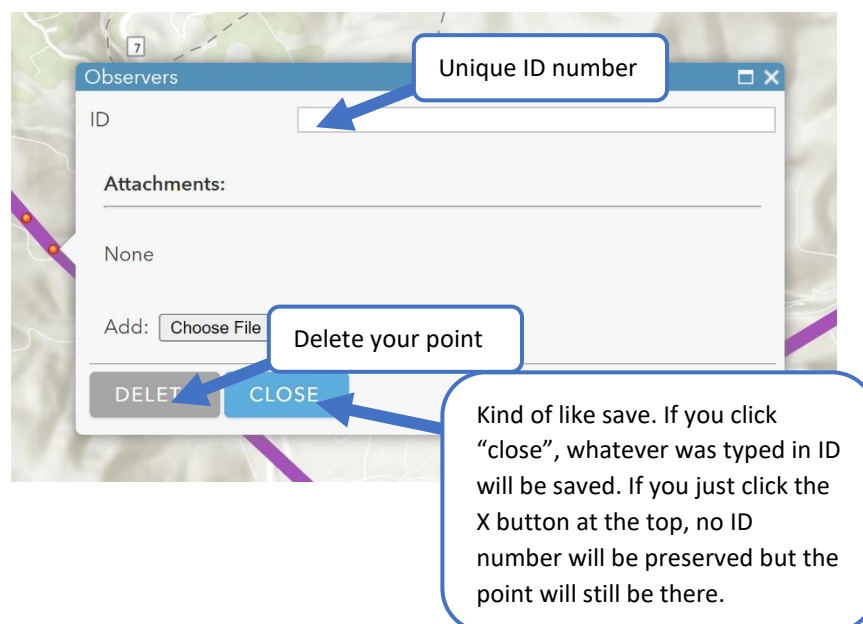 7
Unique ID number
Observers
ID
Attachments:
None
Add: Choose File
Delete your point
DELET
CLOSE
Kind of like save. If you click
“close”, whatever was typed in ID
will be saved. If you just click the
X button at the top, no ID
number will be preserved but the
point will still be there.